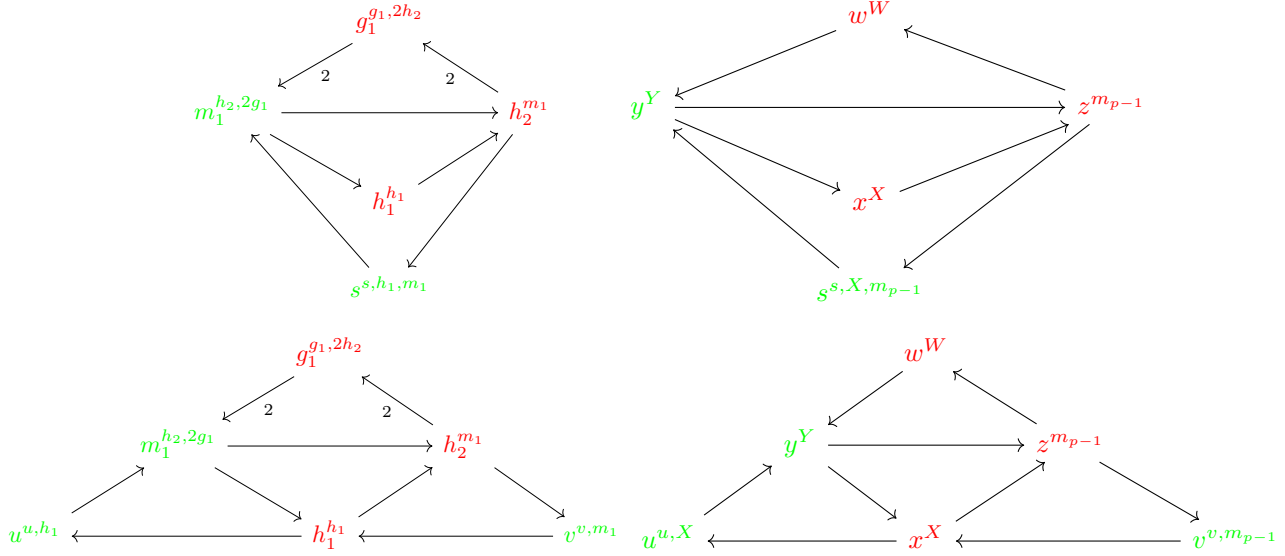 g_1^{g_1,2h_2} w^W
2 2
m_1^{h_2,2g_1} h_2^{m_1} y^Y z^{m_{p-1}}
h_1^{h_1} x^X
s^{s,h_1,m_1} s^{s,X,m_{p-1}}
g_1^{g_1,2h_2} w^W
2 2
m_1^{h_2,2g_1} h_2^{m_1} y^Y z^{m_{p-1}}
u^{u,h_1} h_1^{h_1} v^{v,m_1} u^{u,X} x^X v^{v,m_{p-1}}